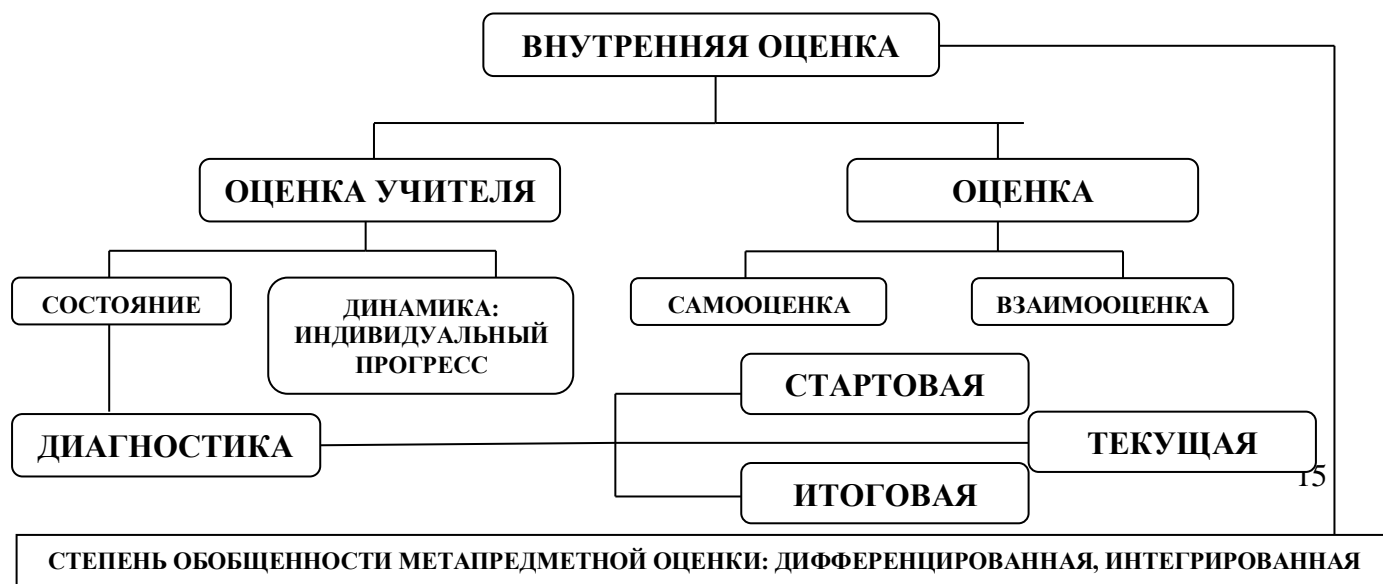 ВНУТРЕННЯЯ ОЦЕНКА
ОЦЕНКА УЧИТЕЛЯ
ОЦЕНКА
СОСТОЯНИЕ
ДИНАМИКА:
ИНДИВИДУАЛЬНЫЙ
ПРОГРЕСС
САМООЦЕНКА
ВЗАИМООЦЕНКА
СТАРТОВАЯ
ДИАГНОСТИКА
ТЕКУЩАЯ
15
ИТОГОВАЯ
СТЕПЕНЬ ОБОБЩЕННОСТИ МЕТАПРЕДМЕТНОЙ ОЦЕНКИ: ДИФФЕРЕНЦИРОВАННАЯ, ИНТЕГРИРОВАННАЯ